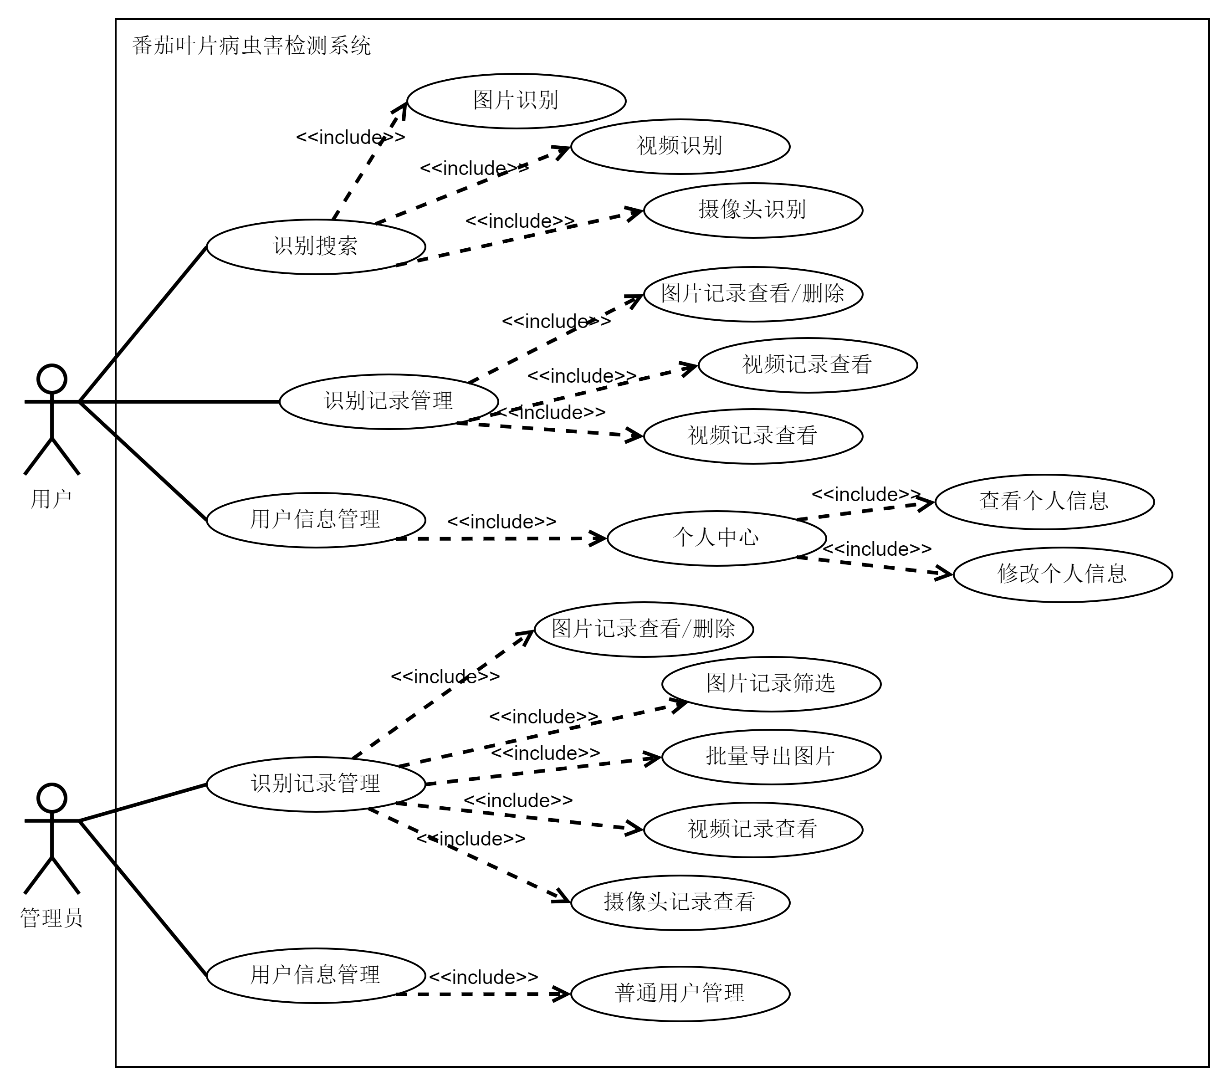 番茄叶片病虫害检测系统
图片识别
<<include>>
视频识别
<<include>>
摄像头识别
<<include>>
识别搜索
图片记录查看/删除
<<include>>
视频记录查看
<<include>>
识别记录管理
<<include>>
视频记录查看
用户
用户信息管理
<<include>>
个人中心
<<include>>
查看个人信息
<<include>>
修改个人信息
图片记录查看/删除
<<include>>
图片记录筛选
<<include>>
批量导出图片
<<include>>
识别记录管理
<<include>>
视频记录查看
<<include>>
摄像头记录查看
管理员
用户信息管理
<<include>>
普通用户管理